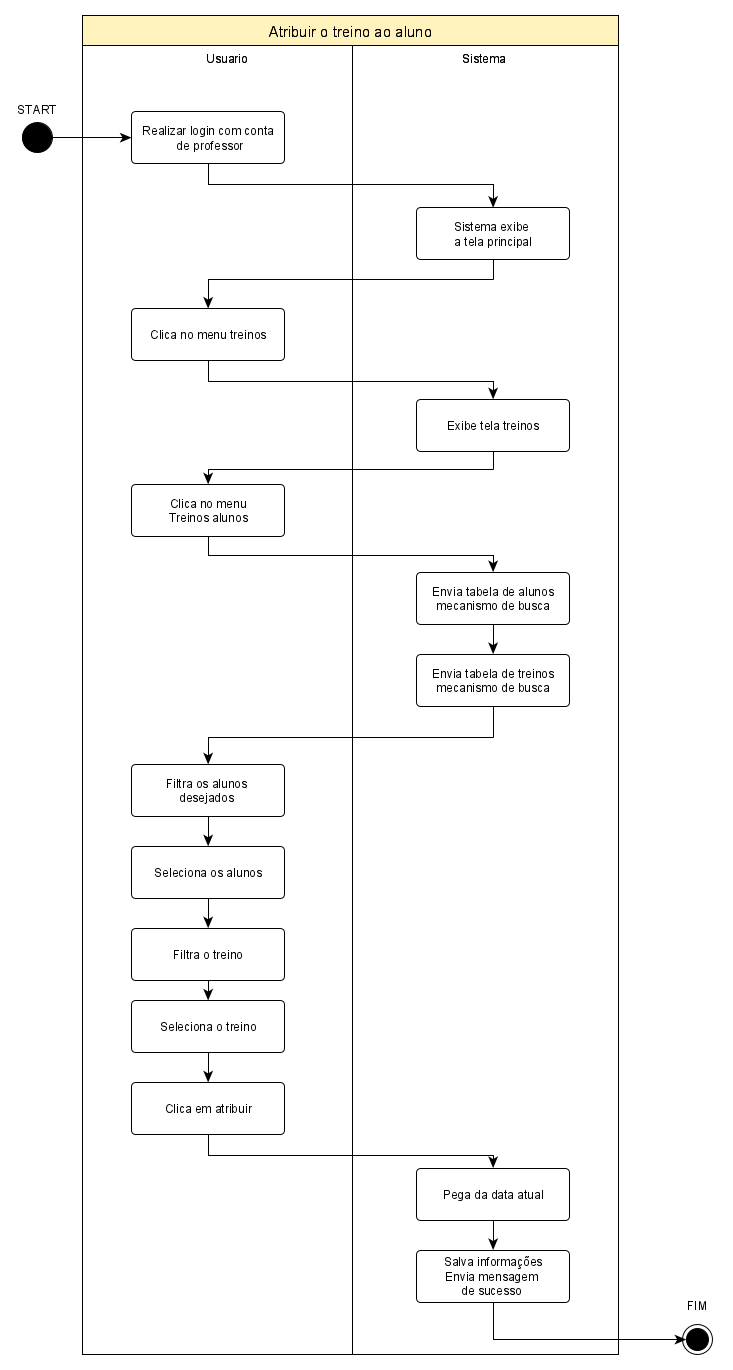 Atribuir o treino ao aluno
Usuario
Sistema
START
Realizar login com conta
de professor
Sistema exibe
a tela principal
Clica no menu treinos
Exibe tela treinos
Clica no menu
Treinos alunos
Envia tabela de alunos
mecanismo de busca
Envia tabela de treinos
mecanismo de busca
Filtra os alunos
desejados
Seleciona os alunos
Filtra o treino
Seleciona o treino
Clica em atribuir
Pega da data atual
Salva informações
Envia mensagem
de sucesso
FIM